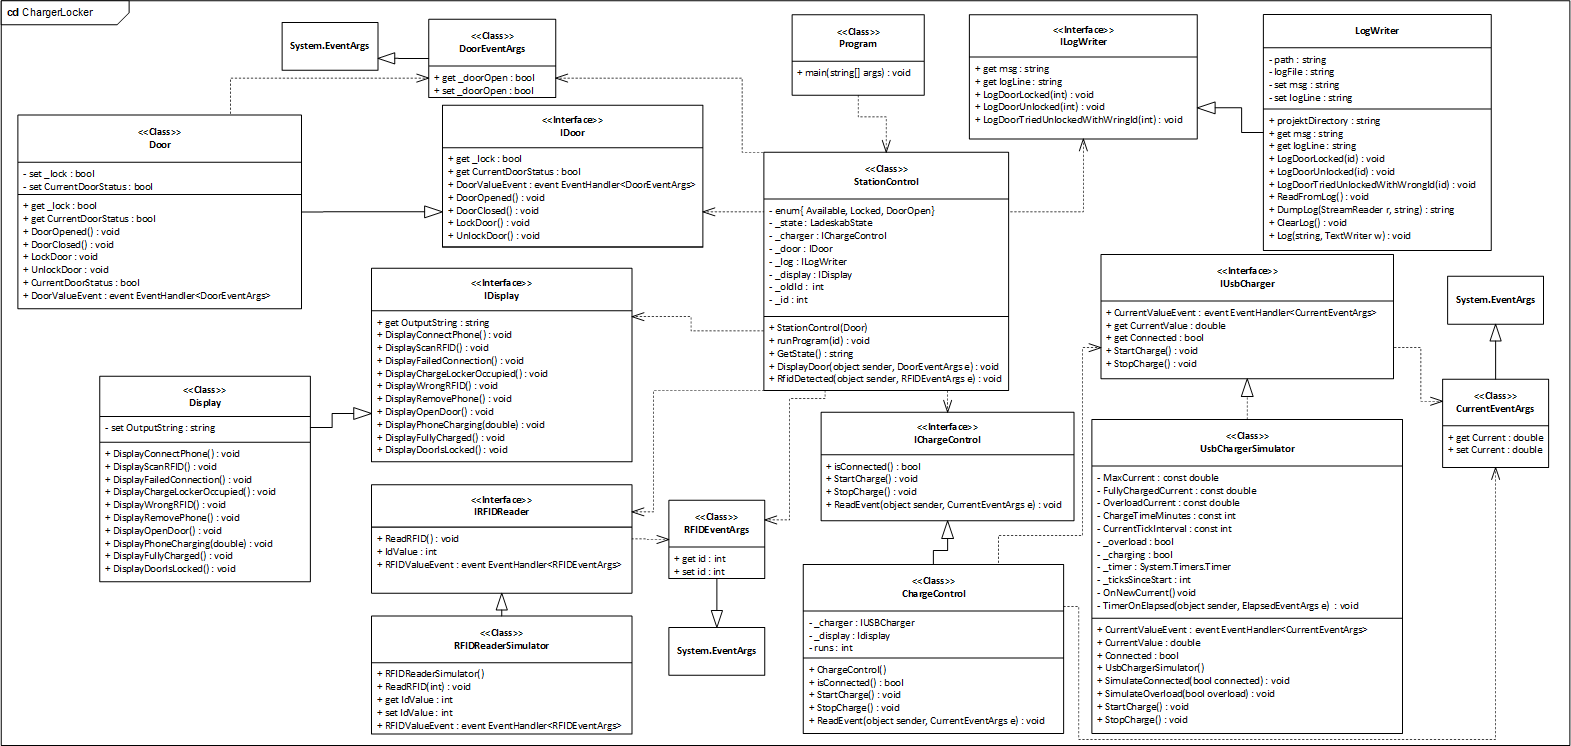 cd ChargerLocker
System.EventArgs
<<Class>>
DoorEventArgs
+ get _doorOpen : bool
+ set _doorOpen : bool
<<Class>>
Program
+ main(string[] args) : void
<<Interface>>
ILogWriter
+ get msg : string
+ get logLine : string
+ LogDoorLocked(int) : void
+ LogDoorUnlocked(int) : void
+ LogDoorTriedUnlockedWithWringId(int) : void
LogWriter
- path : string
- logFile : string
- set msg : string
- set logLine : string
+ projektDirectory : string
+ get msg : string
+ get logLine : string
+ LogDoorLocked(id) : void
+ LogDoorUnlocked(id) : void
+ LogDoorTriedUnlockedWithWrongId(id) : void
+ ReadFromLog() : void
+ DumpLog(StreamReader r, string) : string
+ ClearLog() : void
+ Log(string, TextWriter w) : void
<<Class>>
Door
- set _lock : bool
- set CurrentDoorStatus : bool
+ get _lock : bool
+ get CurrentDoorStatus : bool
+ DoorOpened() : void
+ DoorClosed() : void
+ LockDoor : void
+ UnlockDoor : void
+ CurrentDoorStatus : bool
+ DoorValueEvent : event EventHandler<DoorEventArgs>
<<Interface>>
IDoor
+ get _lock : bool
+ get CurrentDoorStatus : bool
+ DoorValueEvent : event EventHandler<DoorEventArgs>
+ DoorOpened() : void
+ DoorClosed() : void
+ LockDoor() : void
+ UnlockDoor() : void
<<Class>>
StationControl
- enum{ Available, Locked, DoorOpen}
- _state : LadeskabState
- _charger : IChargeControl
- _door : IDoor
- _log : ILogWriter
- _display : IDisplay
- _oldId : int
- _id : int
+ StationControl(Door)
+ runProgram(id) : void
+ GetState() : string
+ DisplayDoor(object sender, DoorEventArgs e) : void
+ RfidDetected(object sender, RFIDEventArgs e) : void
<<Interface>>
IDisplay
+ get OutputString : string
+ DisplayConnectPhone() : void
+ DisplayScanRFID() : void
+ DisplayFailedConnection() : void
+ DisplayChargeLockerOccupied() : void
+ DisplayWrongRFID() : void
+ DisplayRemovePhone() : void
+ DisplayOpenDoor() : void
+ DisplayPhoneCharging(double) : void
+ DisplayFullyCharged() : void
+ DisplayDoorIsLocked() : void
<<Interface>>
IUsbCharger
+ CurrentValueEvent : event EventHandler<CurrentEventArgs>
+ get CurrentValue : double
+ get Connected : bool
+ StartCharge() : void
+ StopCharge() : void
System.EventArgs
<<Class>>
Display
- set OutputString : string
+ DisplayConnectPhone() : void
+ DisplayScanRFID() : void
+ DisplayFailedConnection() : void
+ DisplayChargeLockerOccupied() : void
+ DisplayWrongRFID() : void
+ DisplayRemovePhone() : void
+ DisplayOpenDoor() : void
+ DisplayPhoneCharging(double) : void
+ DisplayFullyCharged() : void
+ DisplayDoorIsLocked() : void
<<Class>>
CurrentEventArgs
+ get Current : double
+ set Current : double
<<Interface>>
IChargeControl
+ isConnected() : bool
+ StartCharge() : void
+ StopCharge() : void
+ ReadEvent(object sender, CurrentEventArgs e) : void
<<Class>>
UsbChargerSimulator
- MaxCurrent : const double
- FullyChargedCurrent : const double
- OverloadCurrent : const double
- ChargeTimeMinutes : const int
- CurrentTickInterval : const int
- _overload : bool
- _charging : bool
- _timer : System.Timers.Timer
- _ticksSinceStart : int
- OnNewCurrent() void
- TimerOnElapsed(object sender, ElapsedEventArgs e) : void
+ CurrentValueEvent : event EventHandler<CurrentEventArgs>
+ CurrentValue : double
+ Connected : bool
+ UsbChargerSimulator()
+ SimulateConnected(bool connected) : void
+ SimulateOverload(bool overload) : void
+ StartCharge() : void
+ StopCharge() : void
<<Interface>>
IRFIDReader
+ ReadRFID() : void
+ IdValue : int
+ RFIDValueEvent : event EventHandler<RFIDEventArgs>
<<Class>>
RFIDEventArgs
+ get id : int
+ set id : int
<<Class>>
ChargeControl
- _charger : IUSBCharger
- _display : Idisplay
- runs : int
+ ChargeControl()
+ isConnected() : bool
+ StartCharge() : void
+ StopCharge() : void
+ ReadEvent(object sender, CurrentEventArgs e) : void
<<Class>>
RFIDReaderSimulator
+ RFIDReaderSimulator()
+ ReadRFID(int) : void
+ get IdValue : int
+ set IdValue : int
+ RFIDValueEvent : event EventHandler<RFIDEventArgs>
System.EventArgs